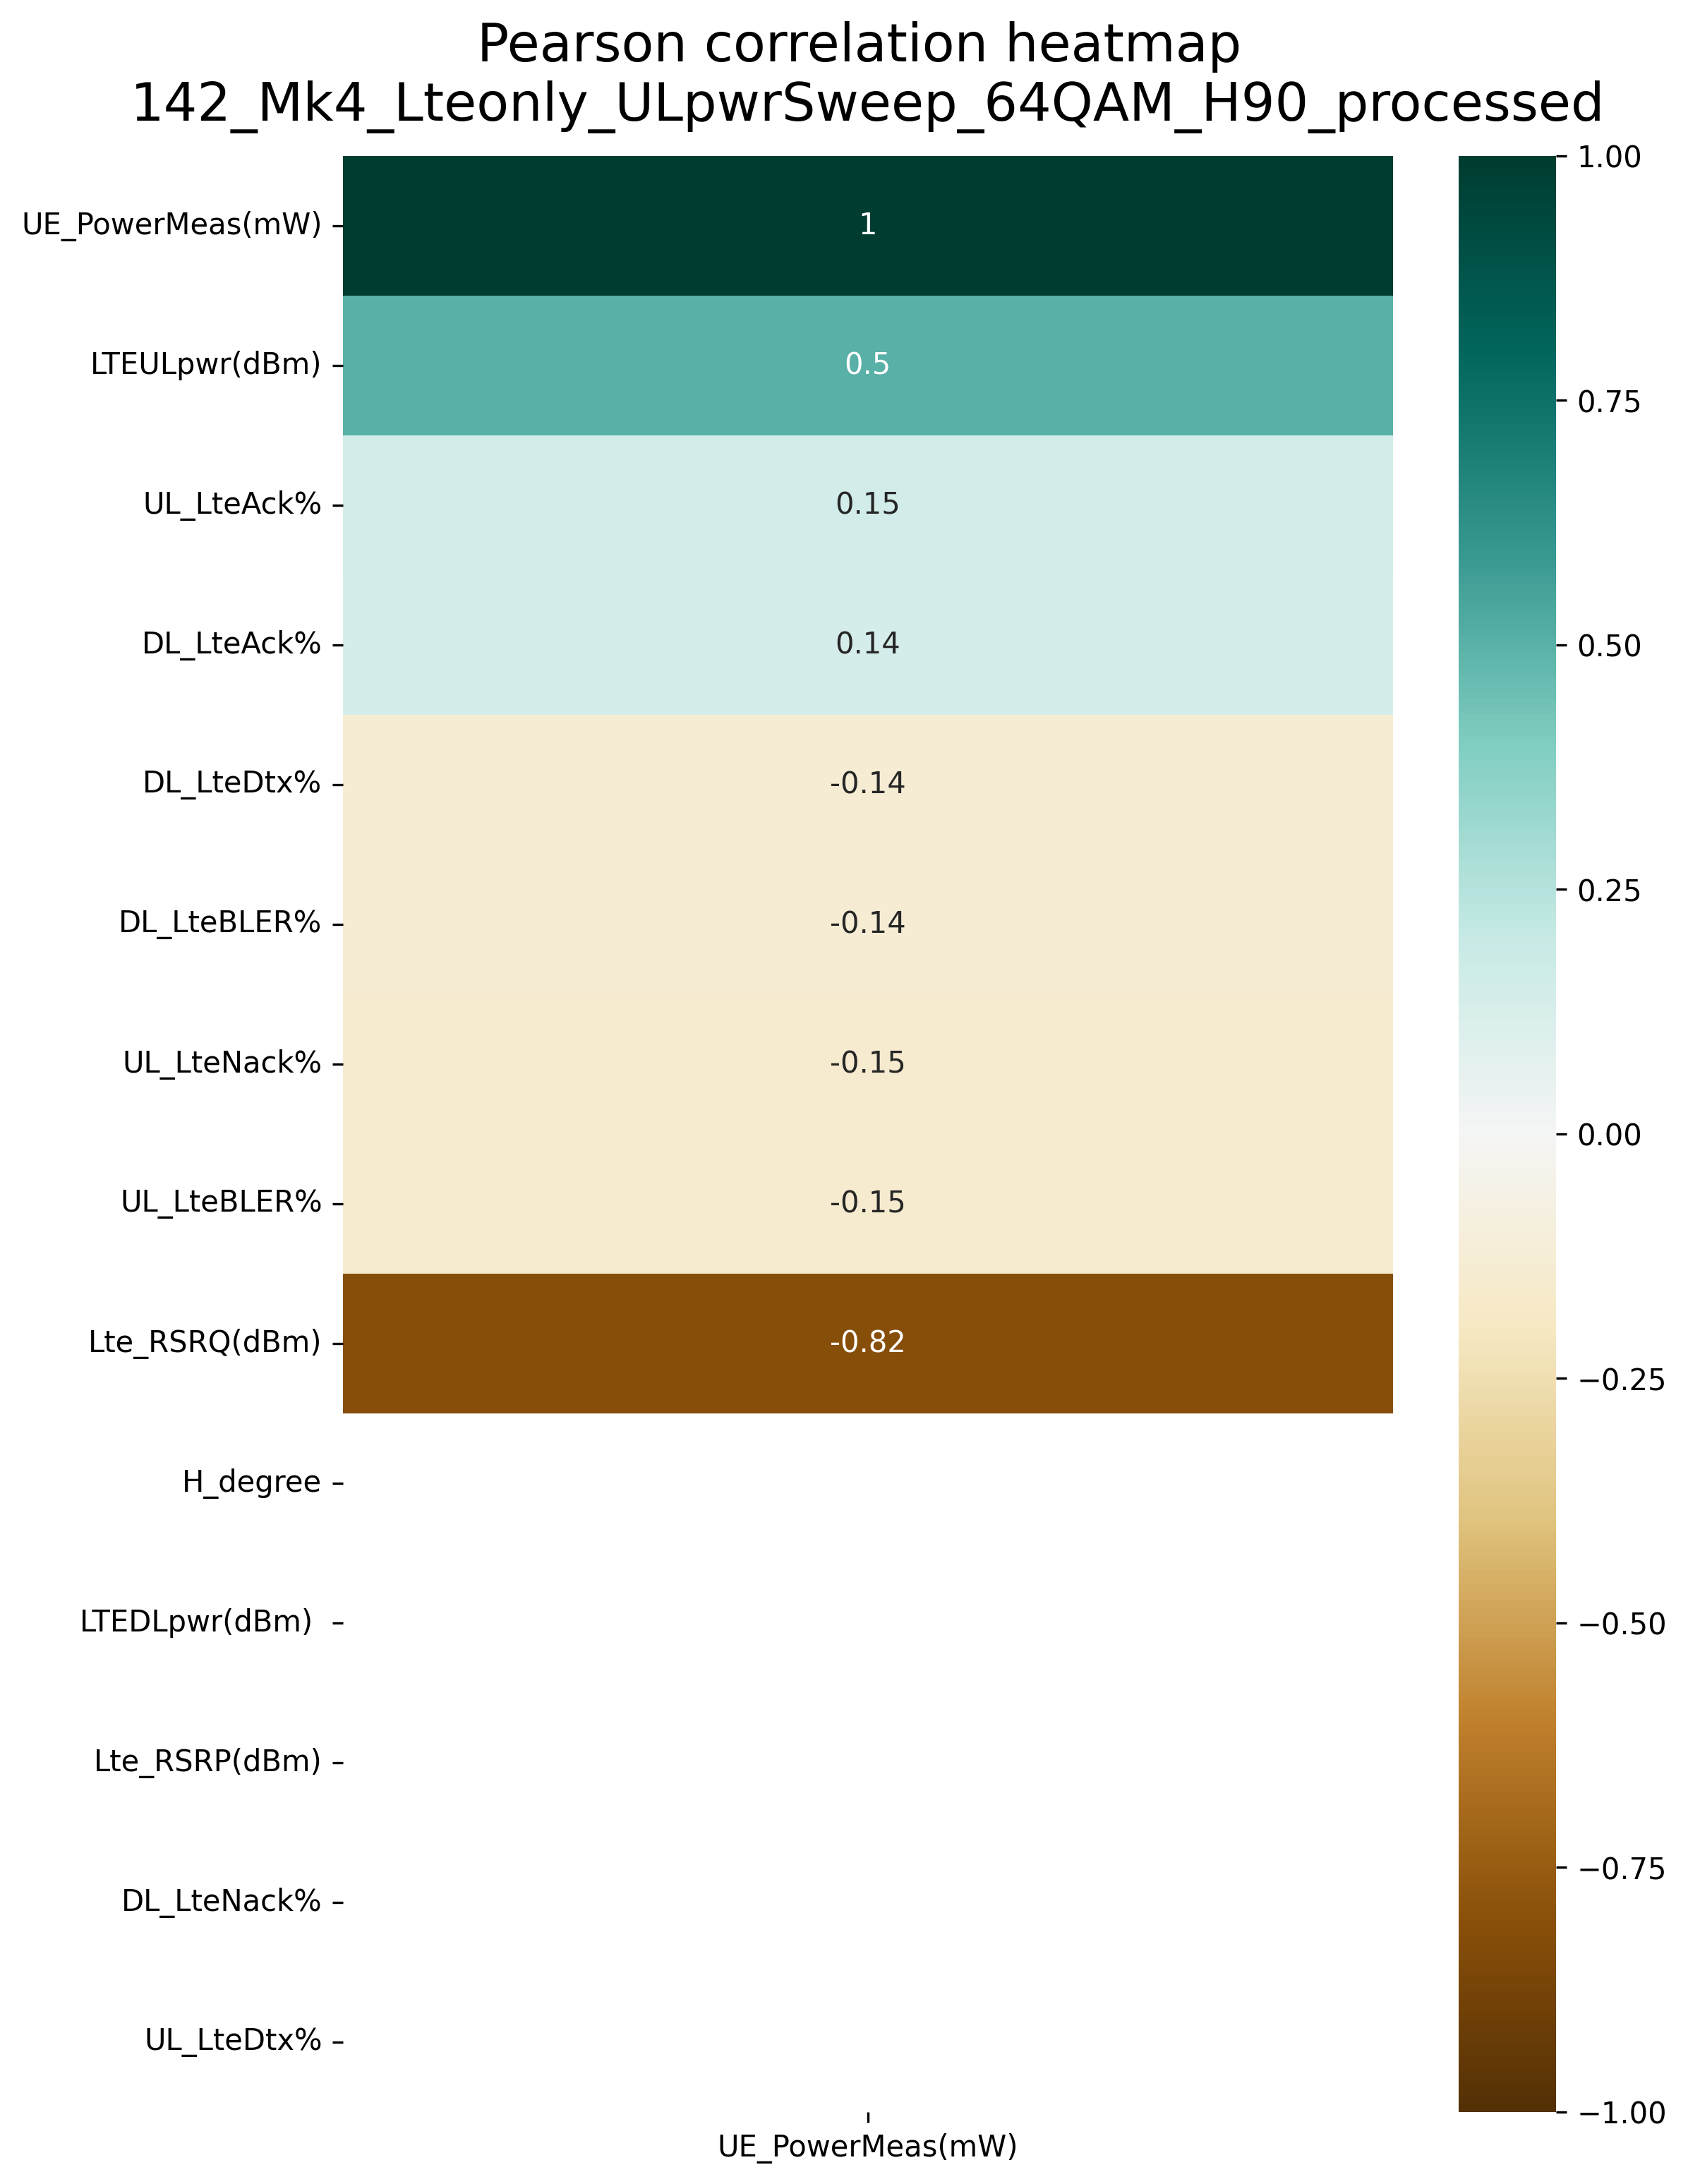 Pearson correlation heatmap
142_Mk4_Lteonly_ULpwrSweep_64QAM_H90_processed
UE_PowerMeas(mW)
1
LTEULpwr(dBm)
0.5
UL_LteAck%
0.15
DL_LteAck%
0.14
DL_LteDtx%
-0.14
DL_LteBLER%
-0.14
UL_LteNack%
-0.15
UL_LteBLER%
-0.15
Lte_RSRQ(dBm)
-0.82
H_degree
LTEDLpwr(dBm)
Lte_RSRP(dBm)
DL_LteNack%
UL_LteDtx%
UE_PowerMeas(mW)
1.00
0.75
0.50
0.25
0.00
−0.25
−0.50
−0.75
−1.00